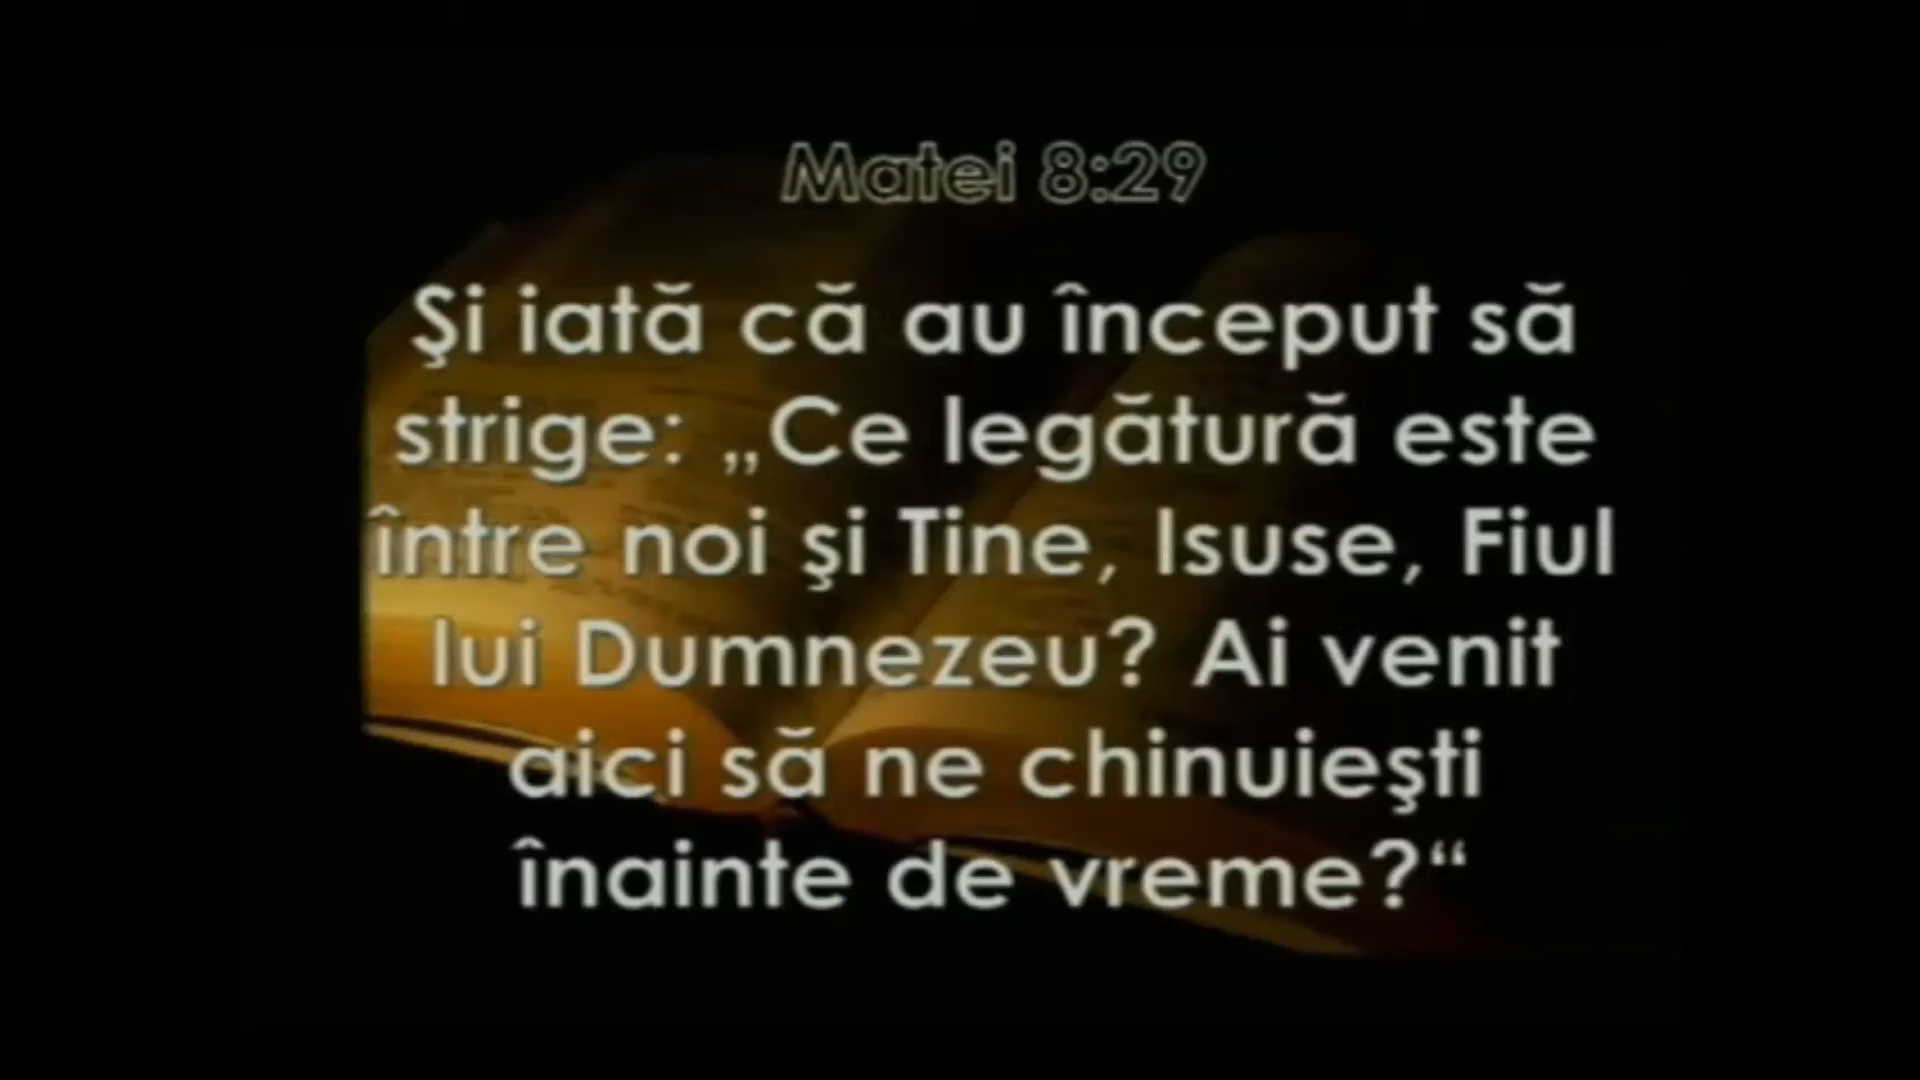 Matei 8:29
Şi iată că au început să
strige: „Ce legătură este
între noi şi Tine, Isuse, Fiul
lui Dumnezeu? Ai venit
aici să ne chinuieşti
înainte de vreme?“